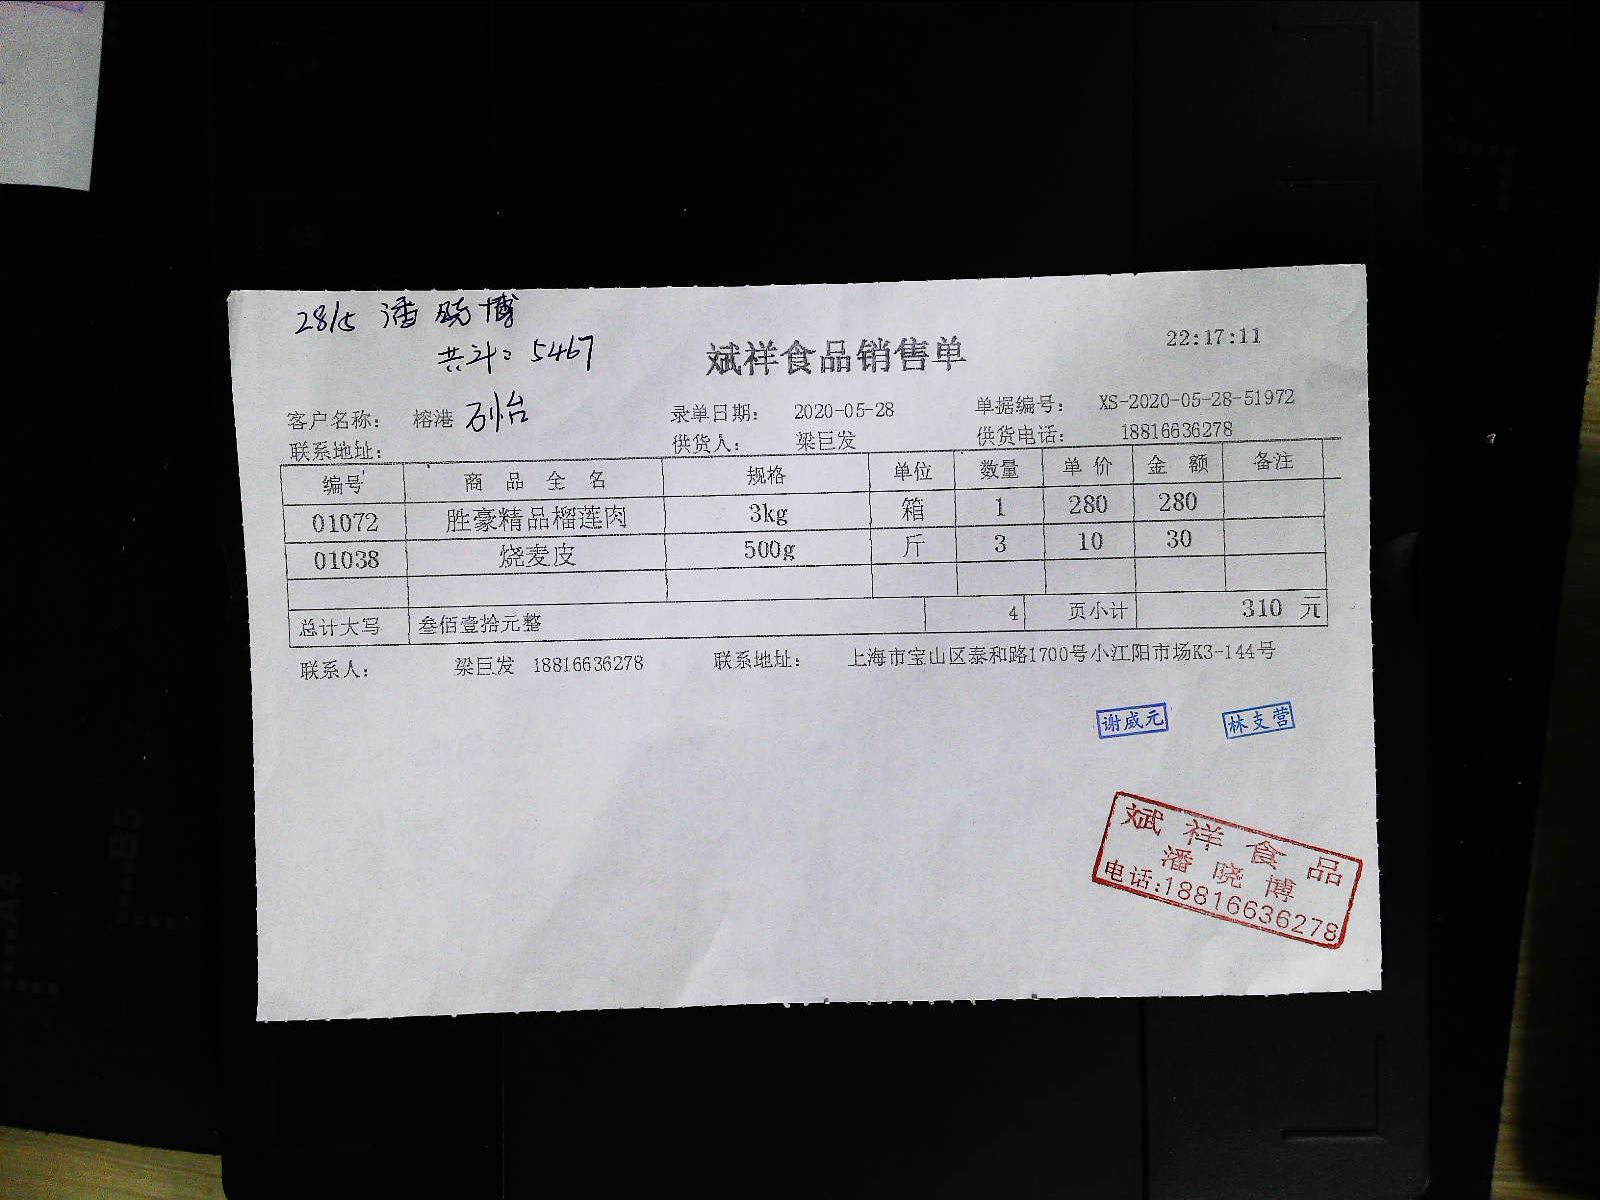 28/5 潘晓博
共计: 5467
斌祥食品销售单
22:17:11
客户名称: 榕港 录单日期: 2020-05-28 单据编号: XS-2020-05-28-51972
联系地址: 供货人: 梁巨发 供货电话: 18816636278
编号 商品全名 规格 单位 数量 单价 金额 备注
01072 胜豪精品榴莲肉 3kg 箱 1 280 280
01038 烧麦皮 500g 斤 3 10 30
总计大写 叁佰壹拾元整 4 页小计 310 元
联系人: 梁巨发 18816636278 联系地址: 上海市宝山区泰和路1700号小江阳市场K3-144号
谢威元 林支营
斌祥食品
潘晓博
电话:18816636278